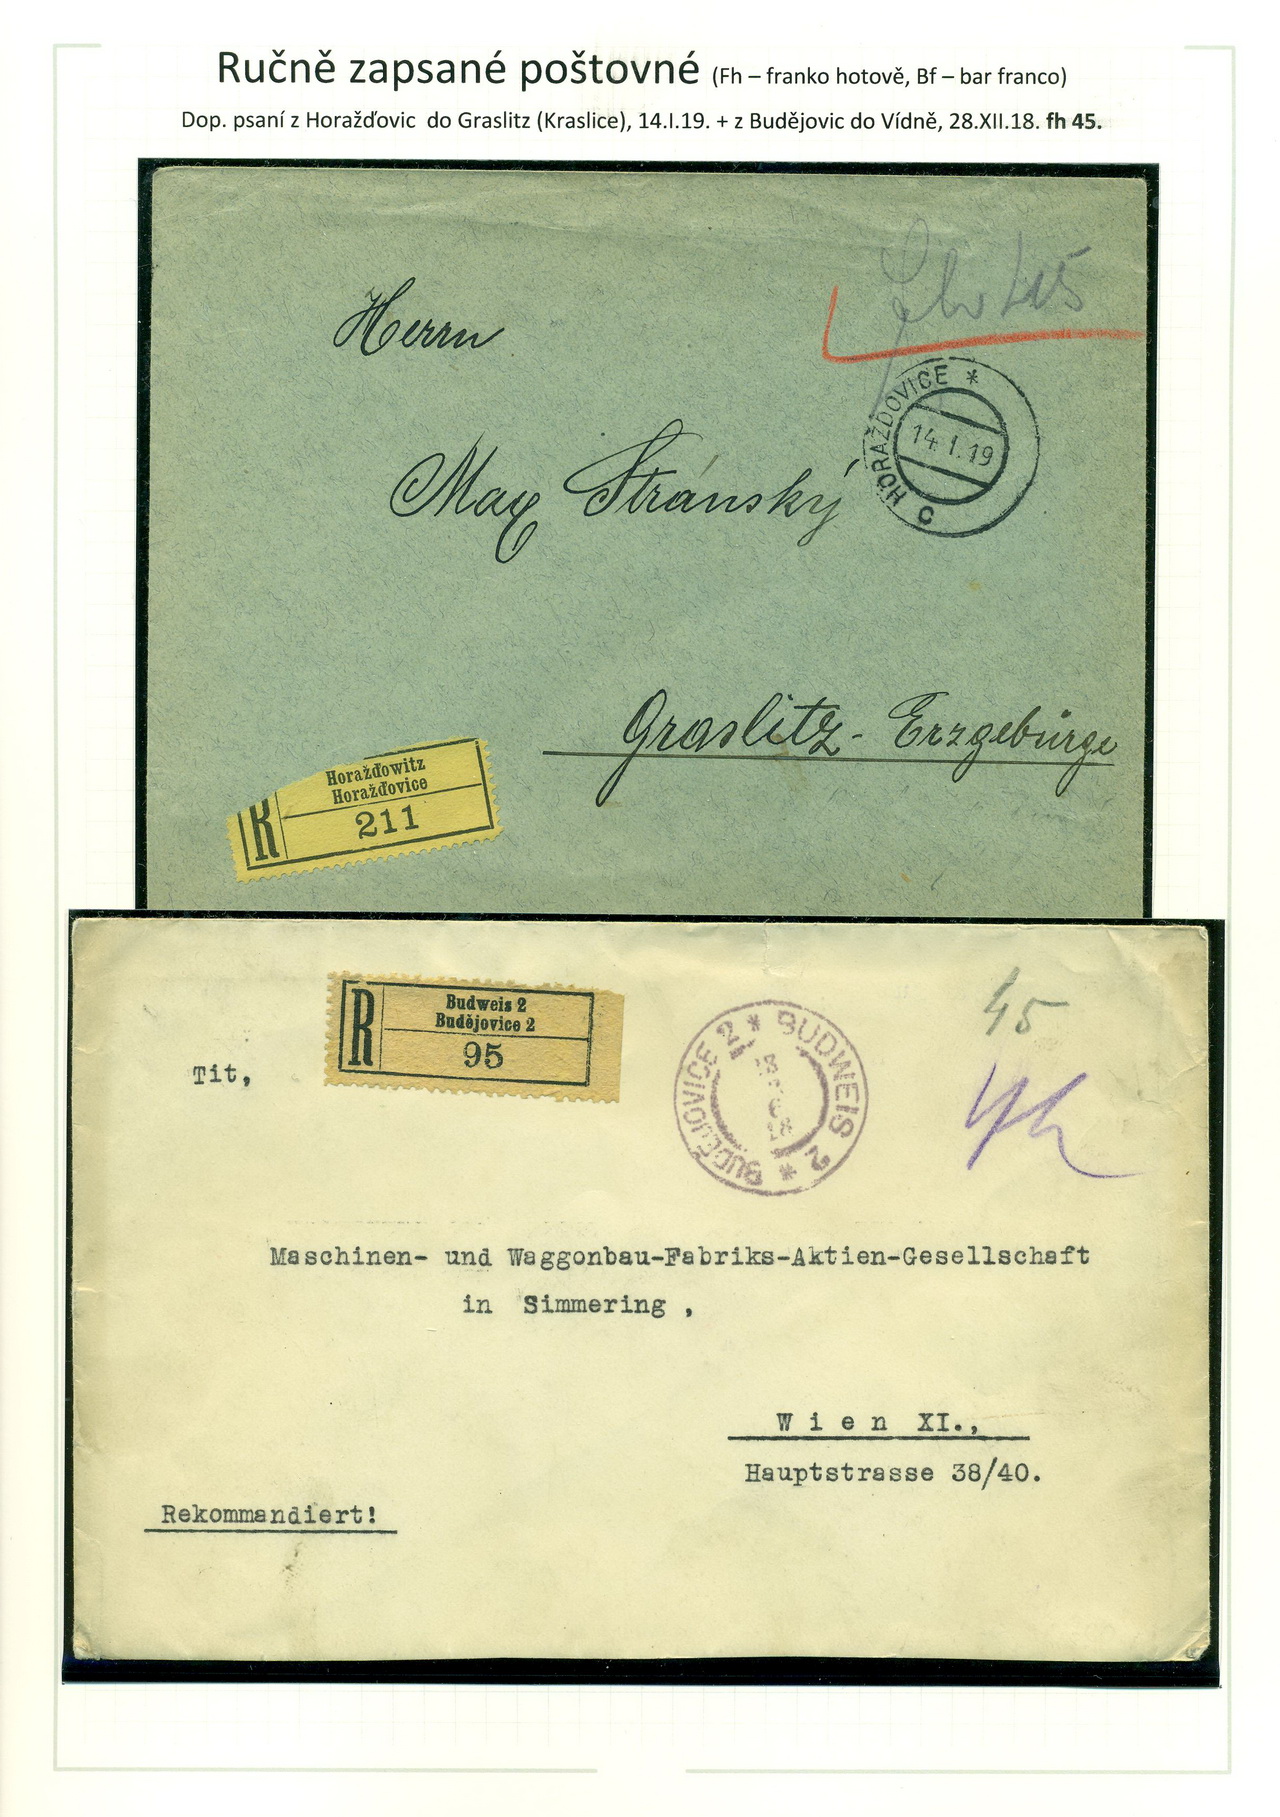 Ručně zapsané poštovné (Fh – franko hotově, Bf – bar franco)
Dop. psaní z Horažďovic do Graslitz (Kraslice), 14.I.19. + z Budějovic do Vídně, 28.XII.18. fh 45.
Herrn
HORAŽĎOVICE *
14.I.19
C
Max Stránský
Graslitz - Erzgebürge
R
Horažďowitz
Horažďovice
211
45
R
Budweis 2
Budějovice 2
95
* BUDWEIS 2 * BUDĚJOVICE 2
Tit,
fh
Maschinen- und Waggonbau-Fabriks-Aktien-Gesellschaft
in Simmering ,
Wien XI.,
Hauptstrasse 38/40.
Rekommandiert!